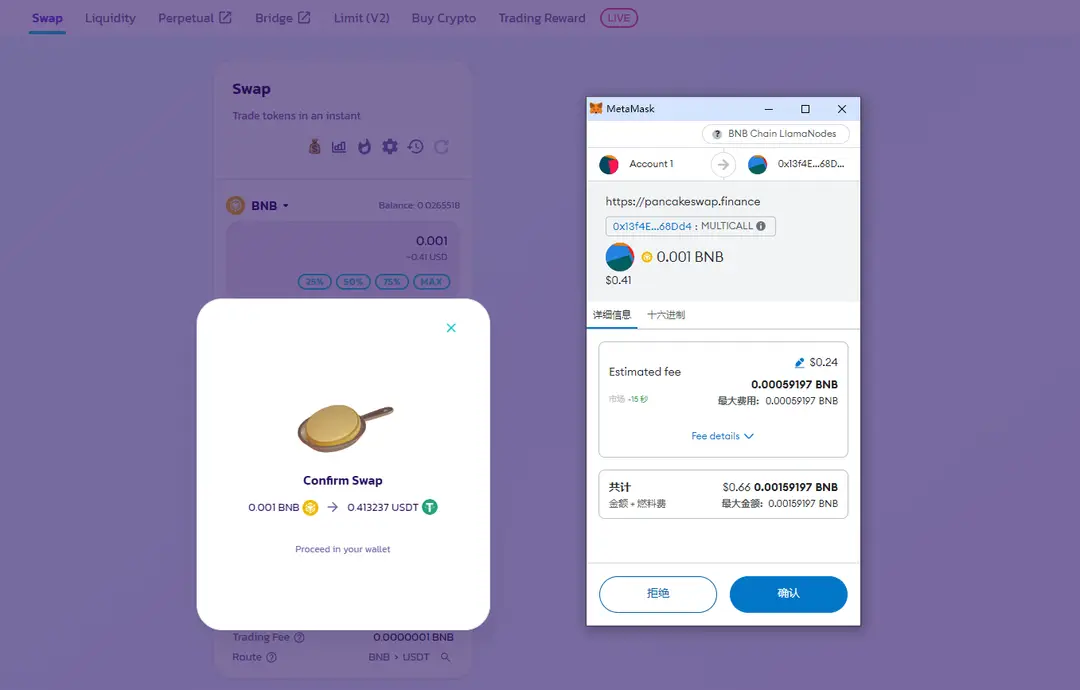 Swap Liquidity Perpetual Bridge Limit (V2) Buy Crypto Trading Reward LIVE
Swap
Trade tokens in an instant
BNB Balance: 0.0265518
0.001
~0.41 USD
25% 50% 75% MAX
Confirm Swap
0.001 BNB → 0.413237 USDT
Proceed in your wallet
Trading Fee 0.0000001 BNB
Route BNB > USDT
MetaMask
BNB Chain LlamaNodes
Account 1 0x13f4E...68D...
https://pancakeswap.finance
0x13f4E...68Dd4 : MULTICALL
0.001 BNB
$0.41
详细信息 十六进制
Estimated fee $0.24
0.00059197 BNB
市场 ~15 秒 最大费用: 0.00059197 BNB
Fee details
共计 $0.66 0.00159197 BNB
金额 + 燃料费 最大金额: 0.00159197 BNB
拒绝 确认